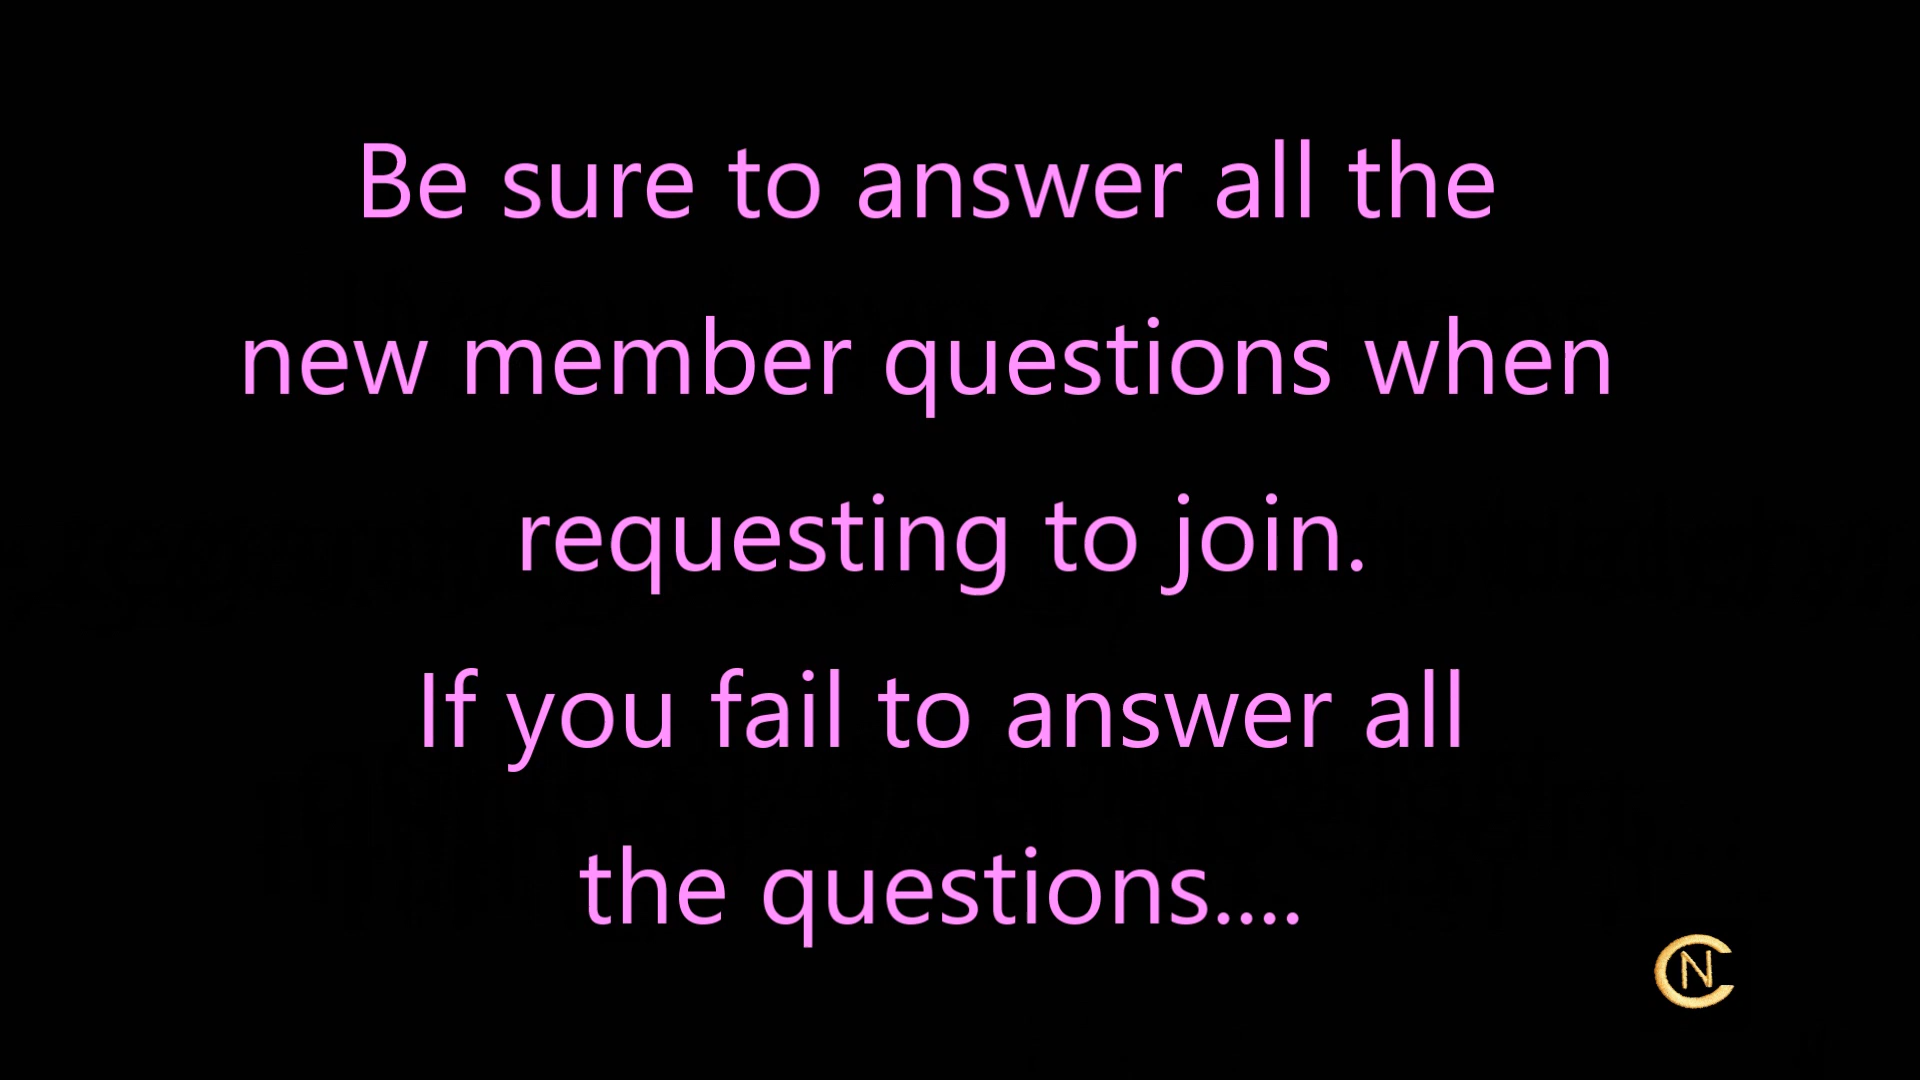 Be sure to answer all the
new member questions when
requesting to join.
If you fail to answer all
the questions....
CN